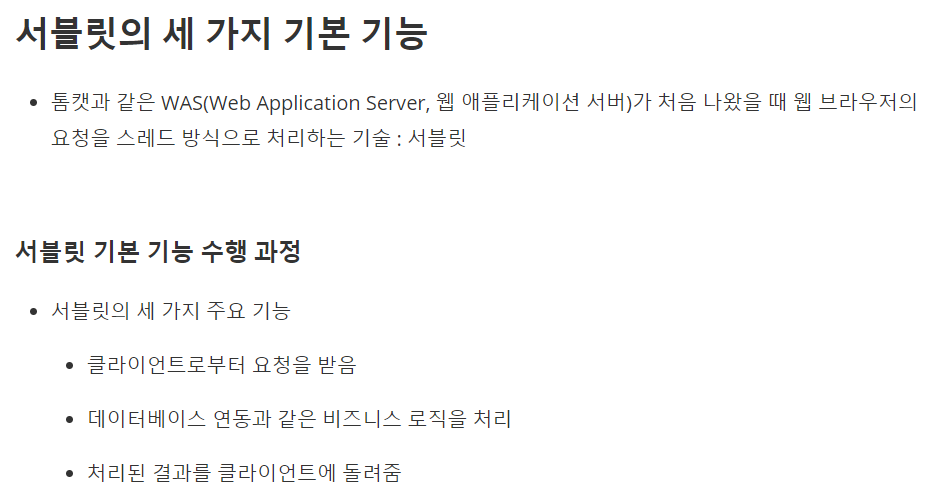 서블릿의 세 가지 기본 기능
톰캣과 같은 WAS(Web Application Server, 웹 애플리케이션 서버)가 처음 나왔을 때 웹 브라우저의
요청을 스레드 방식으로 처리하는 기술 : 서블릿
서블릿 기본 기능 수행 과정
서블릿의 세 가지 주요 기능
클라이언트로부터 요청을 받음
데이터베이스 연동과 같은 비즈니스 로직을 처리
처리된 결과를 클라이언트에 돌려줌